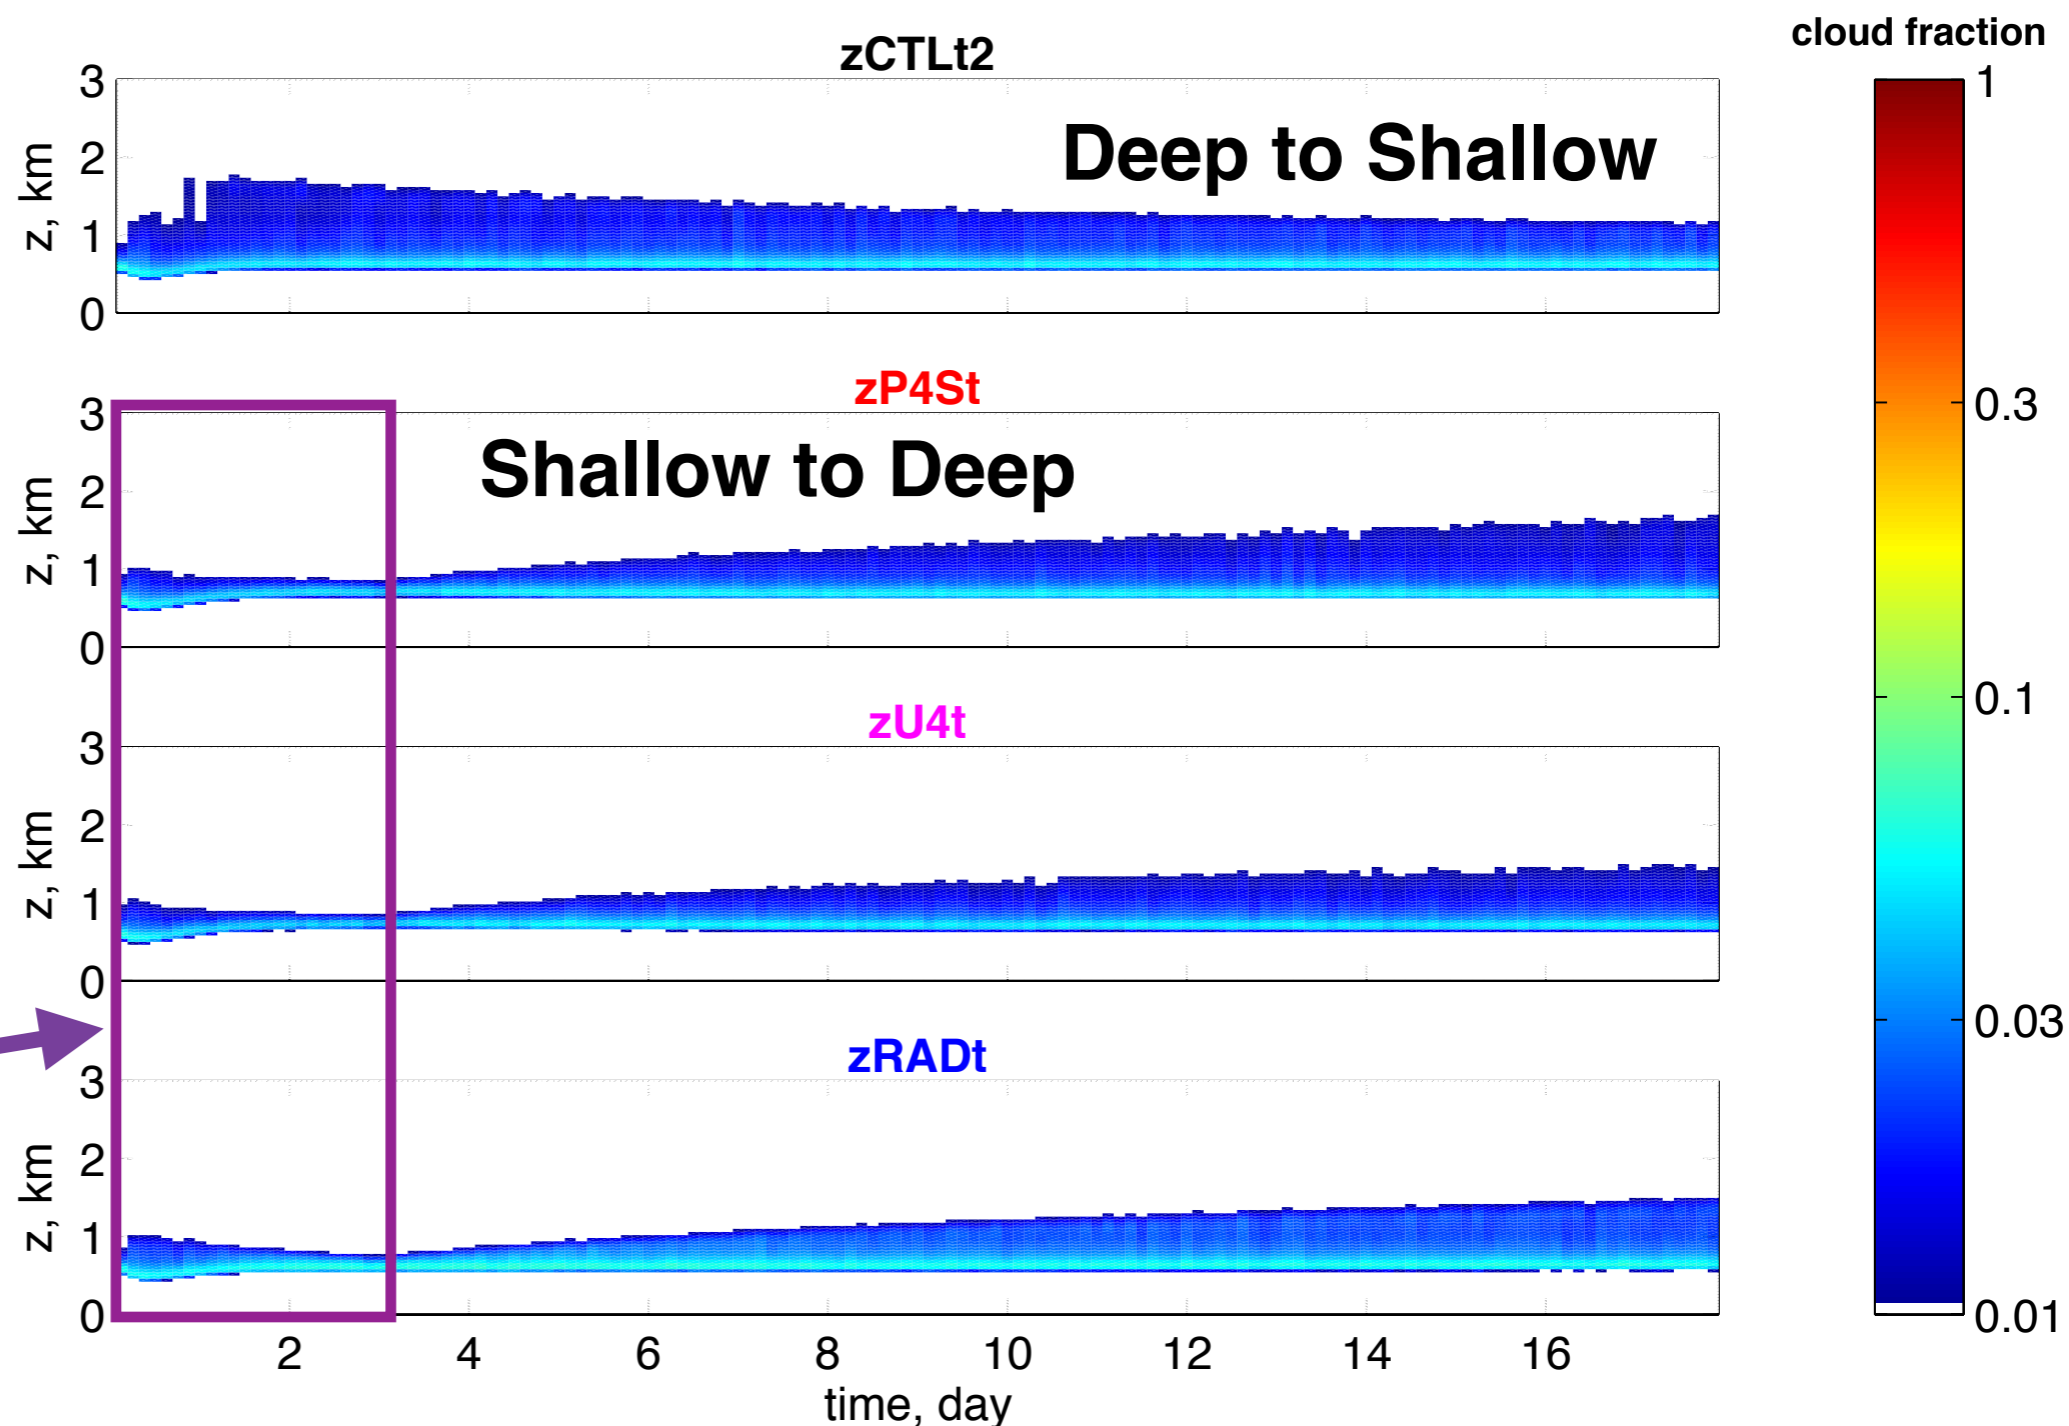 cloud fraction
zCTLt2
3
2
1
0
z, km
Deep to Shallow
zP4St
3
2
1
0
z, km
Shallow to Deep
zU4t
3
2
1
0
z, km
zRADt
3
2
1
0
z, km
2 4 6 8 10 12 14 16
time, day
1
0.3
0.1
0.03
0.01